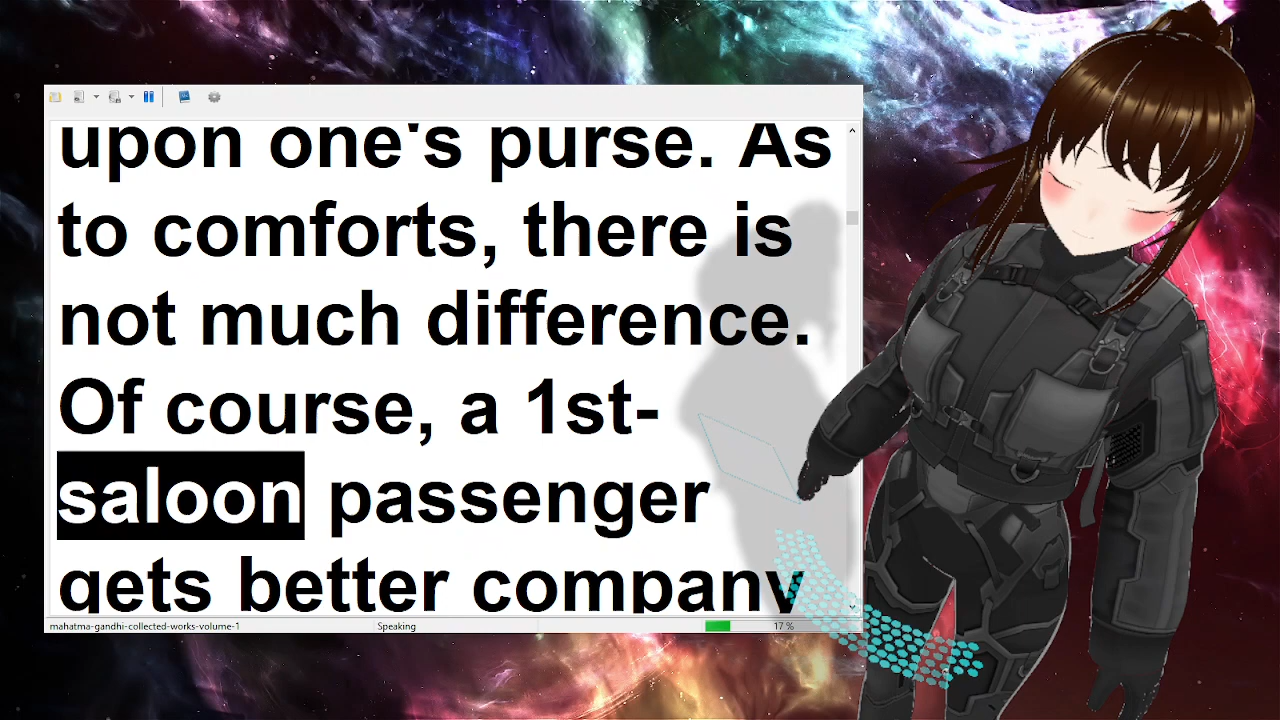 upon one's purse. As
to comforts, there is
not much difference.
Of course, a 1st-
saloon passenger
gets better company
mahatma-gandhi-collected-works-volume-1 Speaking 17 %